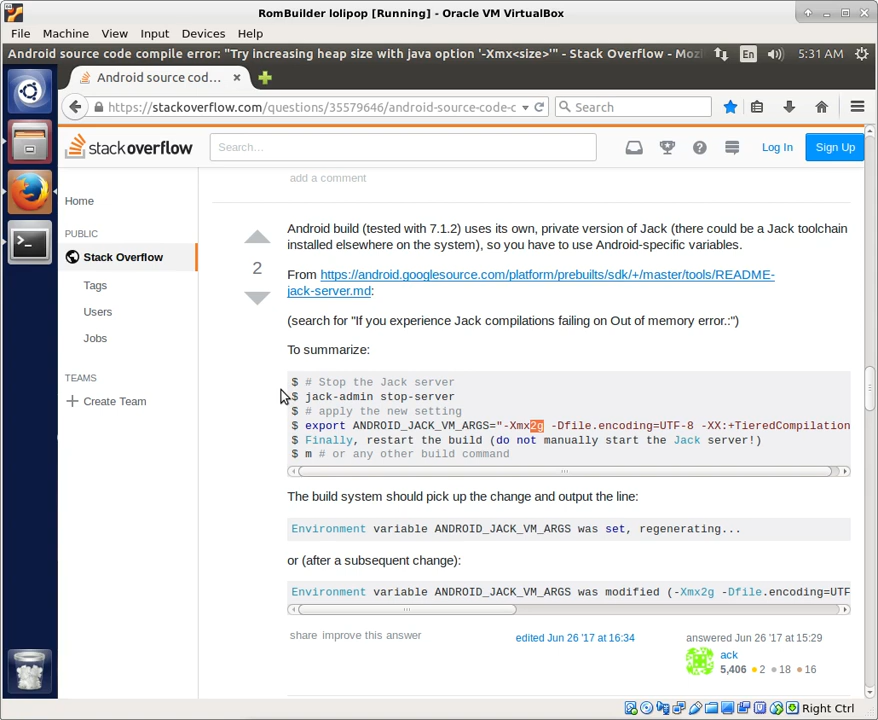 RomBuilder lolipop [Running] - Oracle VM VirtualBox
File Machine View Input Devices Help
Android source code compile error: "Try increasing heap size with java option '-Xmx<size>'" - Stack Overflow - Mozi
En 5:31 AM
Android source cod...
https://stackoverflow.com/questions/35579646/android-source-code-c
Search
stackoverflow
Search...
Log In
Sign Up
Home
PUBLIC
Stack Overflow
Tags
Users
Jobs
TEAMS
Create Team
add a comment
Android build (tested with 7.1.2) uses its own, private version of Jack (there could be a Jack toolchain
installed elsewhere on the system), so you have to use Android-specific variables.
2
From https://android.googlesource.com/platform/prebuilts/sdk/+/master/tools/README-
jack-server.md:
(search for "If you experience Jack compilations failing on Out of memory error.:")
To summarize:
$ # Stop the Jack server
$ jack-admin stop-server
$ # apply the new setting
$ export ANDROID_JACK_VM_ARGS="-Xmx2g -Dfile.encoding=UTF-8 -XX:+TieredCompilation
$ Finally, restart the build (do not manually start the Jack server!)
$ m # or any other build command
The build system should pick up the change and output the line:
Environment variable ANDROID_JACK_VM_ARGS was set, regenerating...
or (after a subsequent change):
Environment variable ANDROID_JACK_VM_ARGS was modified (-Xmx2g -Dfile.encoding=UTF
share improve this answer
edited Jun 26 '17 at 16:34
answered Jun 26 '17 at 15:29
ack
5,406 2 18 16
Right Ctrl